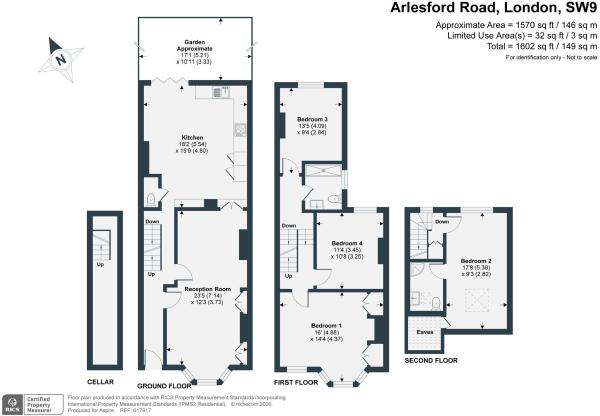 Arlesford Road, London, SW9
Approximate Area = 1570 sq ft / 146 sq m
Limited Use Area(s) = 32 sq ft / 3 sq m
Total = 1602 sq ft / 149 sq m
For identification only - Not to scale
N
Garden
Approximate
17'1 (5.21)
x 10'11 (3.33)
Kitchen
18'2 (5.54)
x 15'9 (4.80)
Down
Up
Reception Room
23'5 (7.14)
x 12'3 (3.73)
Up
CELLAR
GROUND FLOOR
Bedroom 3
13'5 (4.09)
x 9'4 (2.84)
Down
Up
Bedroom 4
11'4 (3.45)
x 10'8 (3.25)
Bedroom 1
16' (4.88)
x 14'4 (4.37)
FIRST FLOOR
Down
Bedroom 2
17'8 (5.38)
x 9'3 (2.82)
Eaves
SECOND FLOOR
RICS
Certified
Property
Measurer
Floor plan produced in accordance with RICS Property Measurement Standards incorporating
International Property Measurement Standards (IPMS2 Residential). © nichecom 2020.
Produced for Aspire. REF: 617917